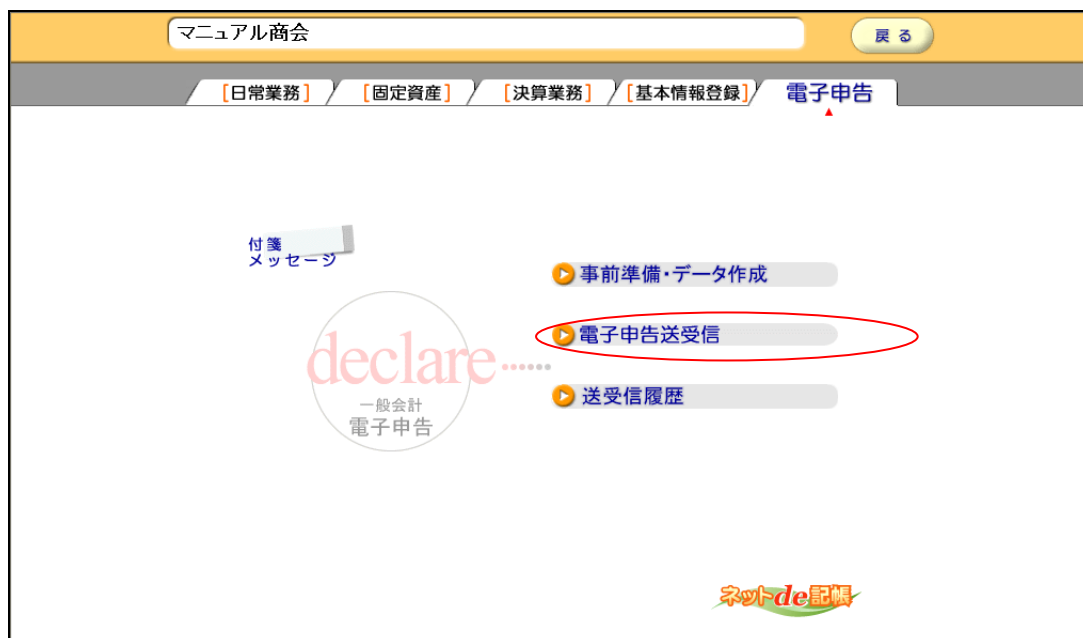 マニュアル商会
戻る
[日常業務] [固定資産] [決算業務] [基本情報登録] 電子申告
付箋
メッセージ
事前準備・データ作成
電子申告送受信
送受信履歴
declare
一般会計
電子申告
ネットde記帳